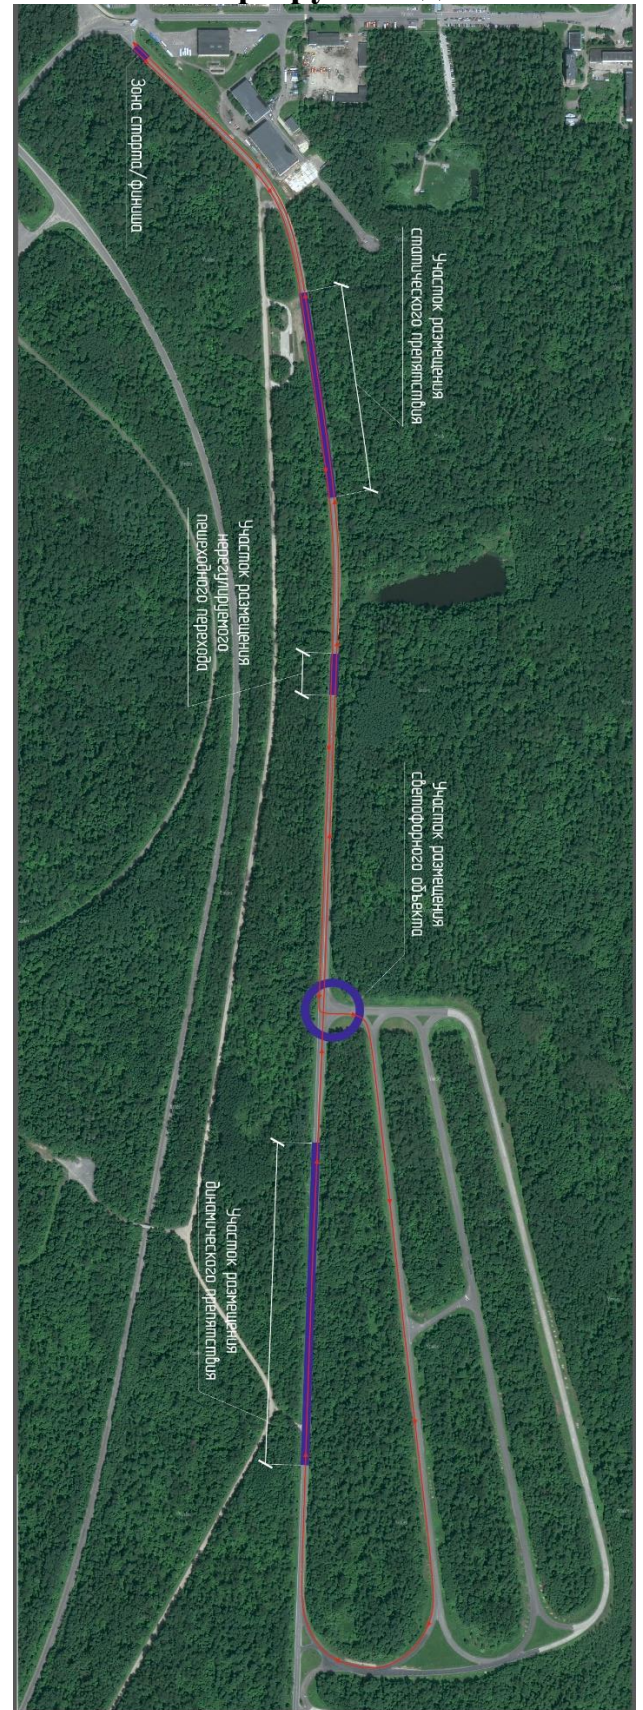 Зона старта/финиша
Участок размещения
статического препятствия
Участок размещения
нерегулируемого
пешеходного перехода
Участок размещения
светофорного объекта
Участок размещения
динамического препятствия